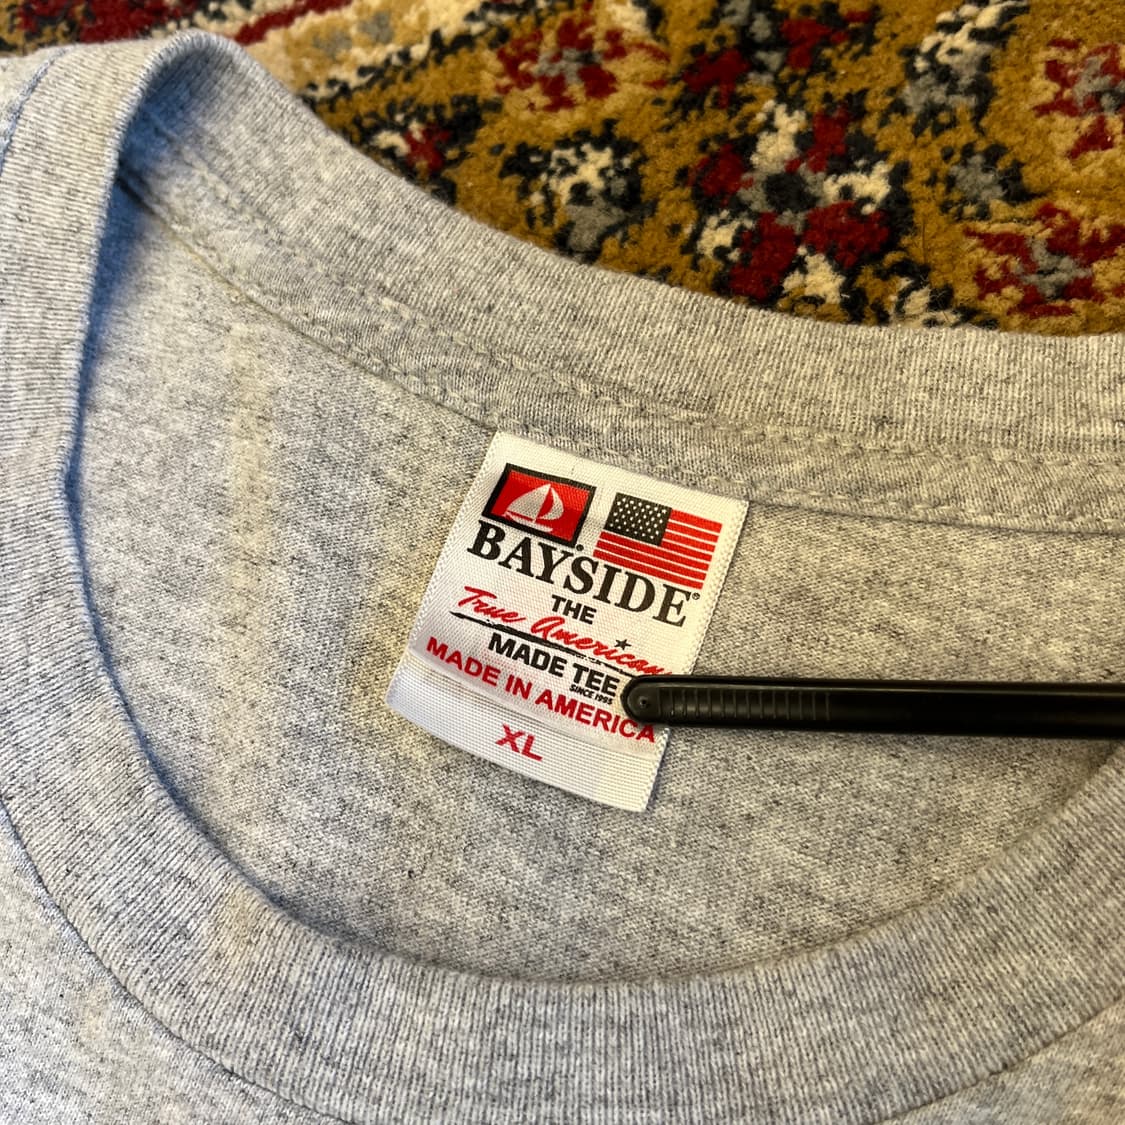 BAYSIDE®
THE
True American
MADE TEE
SINCE 1995
MADE IN AMERICA
XL